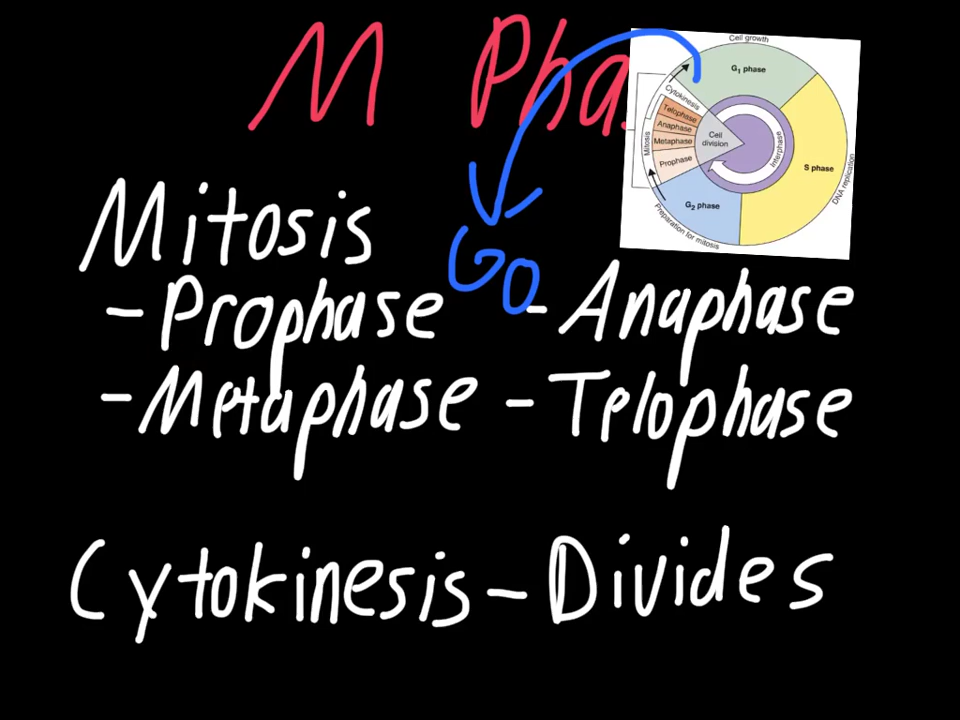 M Pha
Cell growth
G1 phase
Cytokinesis
Telophase
Anaphase
Metaphase
Prophase
Mitosis
Cell division
Interphase
S phase
DNA replication
G2 phase
Preparation for mitosis
Mitosis
Go
- Prophase
- Anaphase
- Metaphase
- Telophase
Cytokinesis - Divides